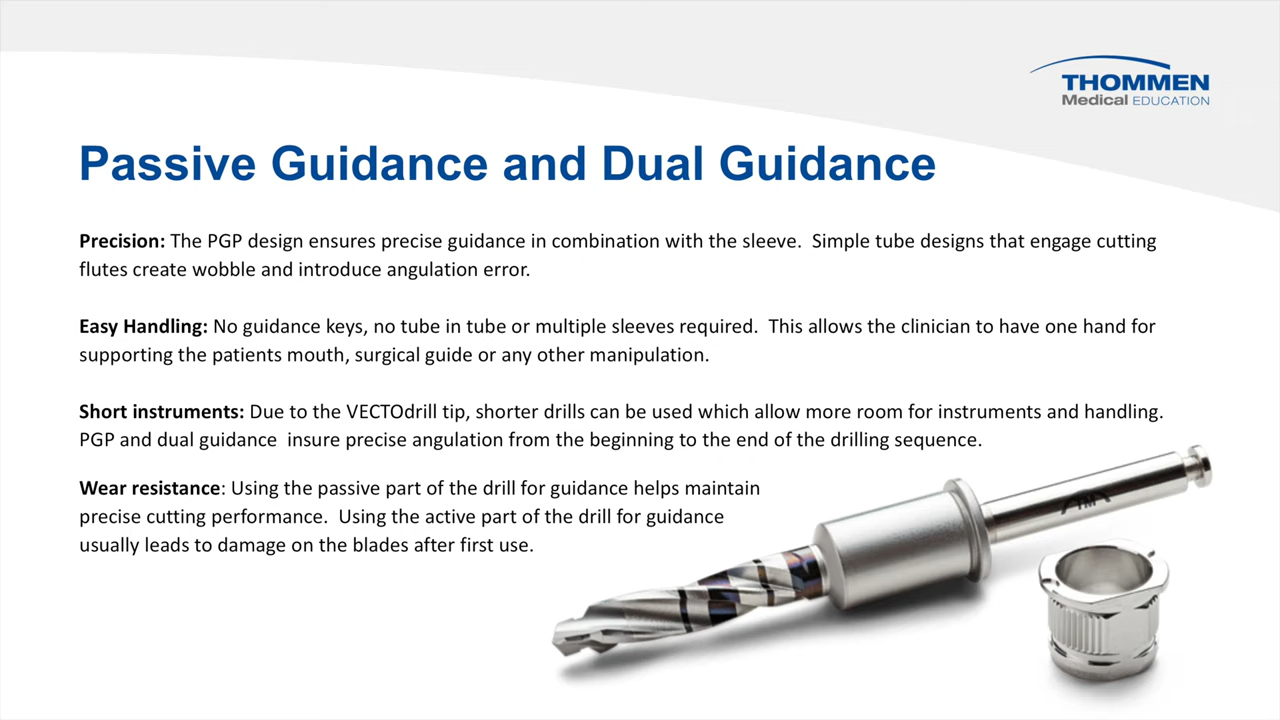 THOMMEN
Medical EDUCATION
Passive Guidance and Dual Guidance
Precision: The PGP design ensures precise guidance in combination with the sleeve.  Simple tube designs that engage cutting
flutes create wobble and introduce angulation error.
Easy Handling: No guidance keys, no tube in tube or multiple sleeves required.  This allows the clinician to have one hand for
supporting the patients mouth, surgical guide or any other manipulation.
Short instruments: Due to the VECTOdrill tip, shorter drills can be used which allow more room for instruments and handling.
PGP and dual guidance  insure precise angulation from the beginning to the end of the drilling sequence.
Wear resistance: Using the passive part of the drill for guidance helps maintain
precise cutting performance.  Using the active part of the drill for guidance
usually leads to damage on the blades after first use.
TM